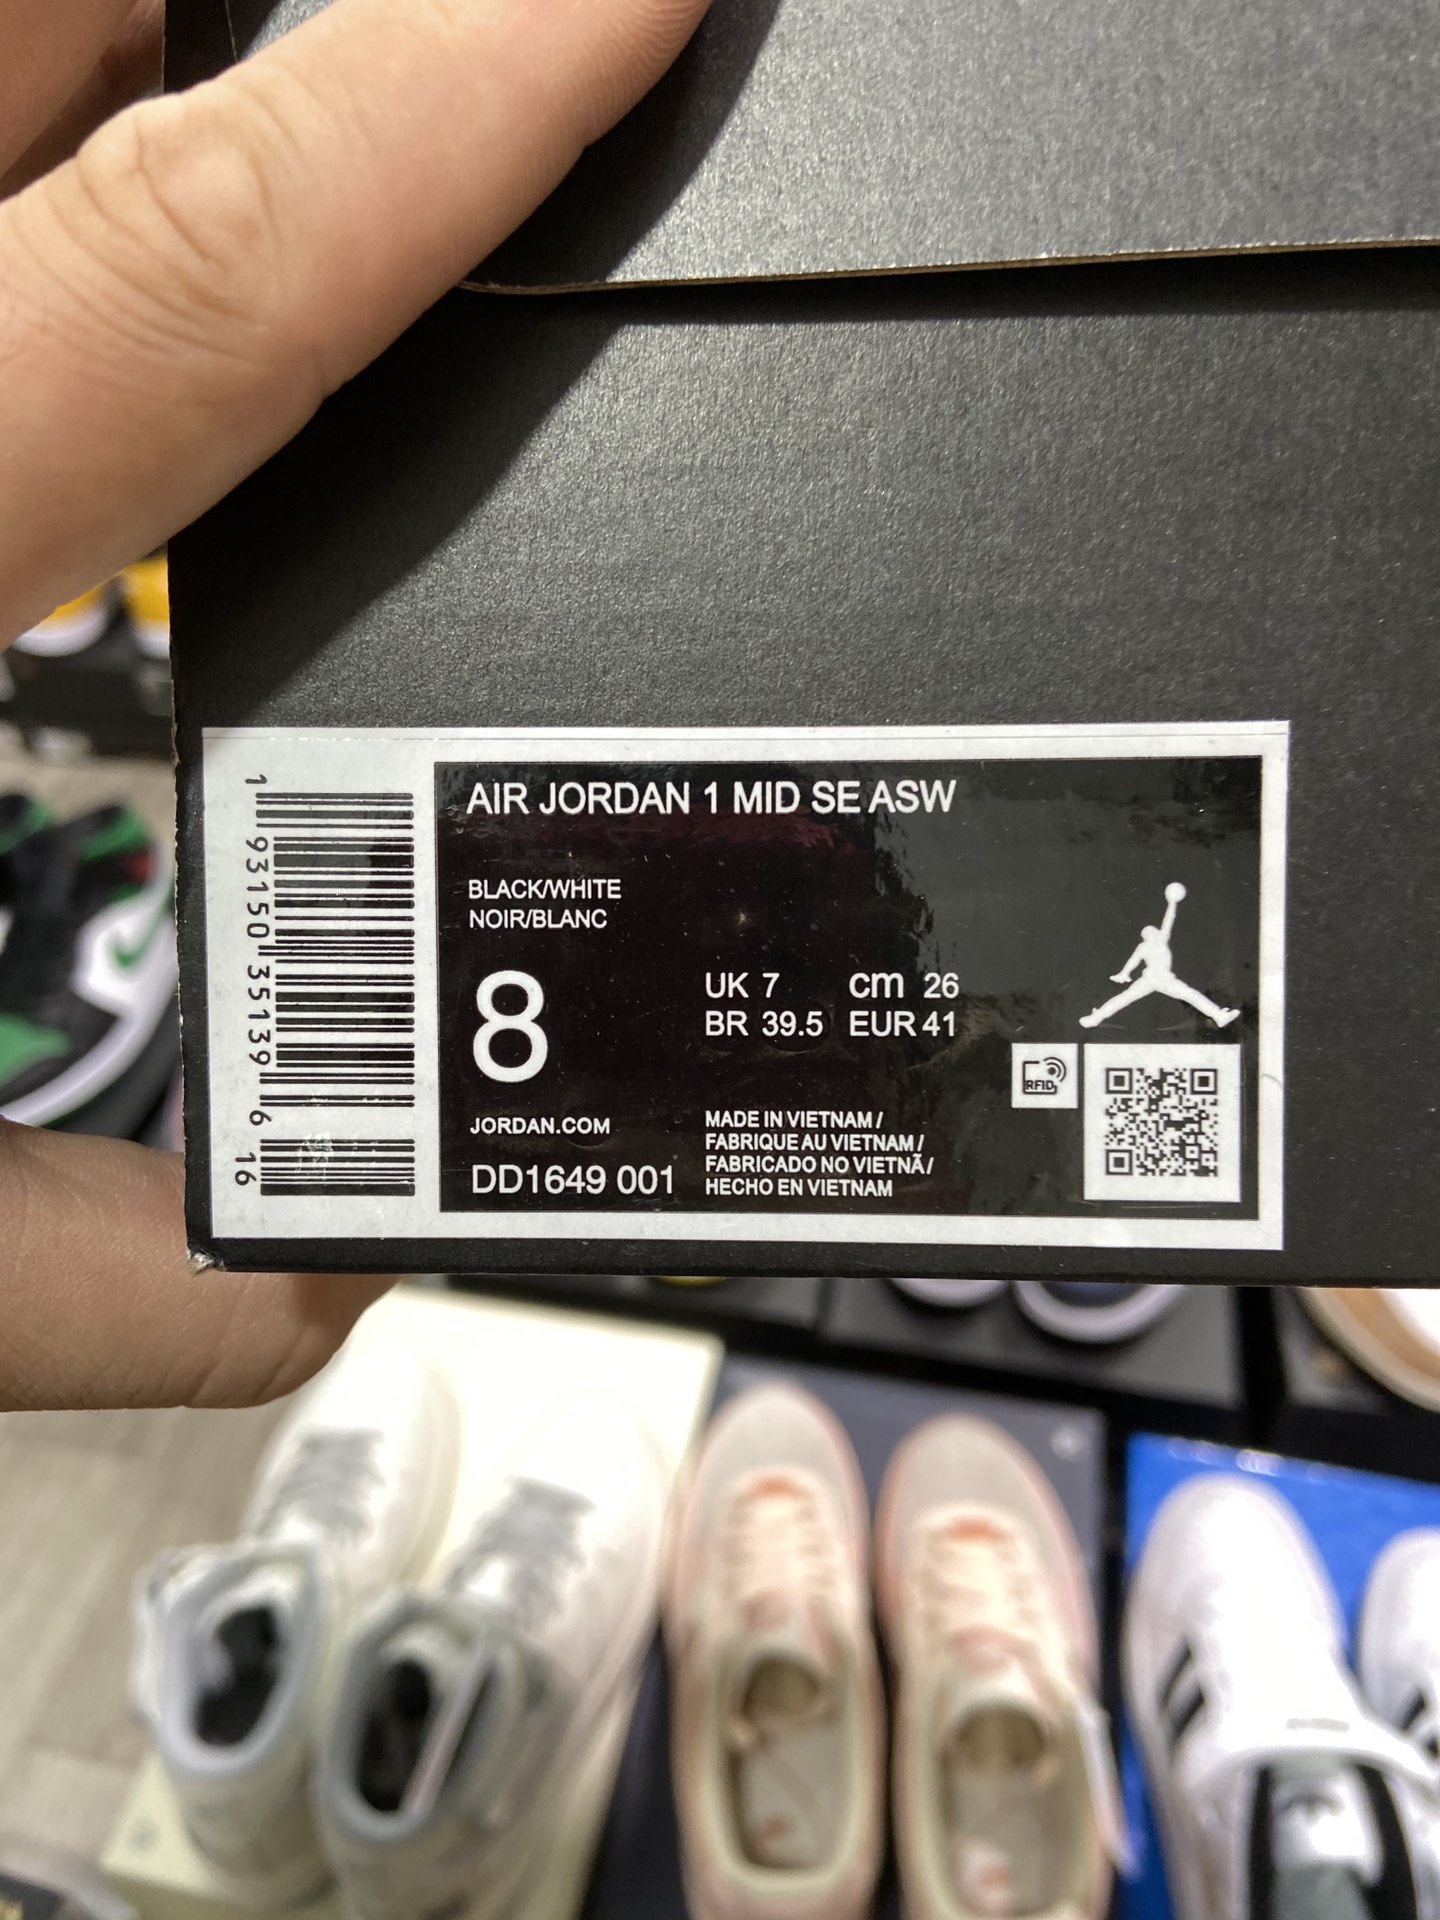 AIR JORDAN 1 MID SE ASW
BLACK/WHITE
NOIR/BLANC
8
UK 7 cm 26
BR 39.5 EUR 41
RFID
JORDAN.COM
DD1649 001
MADE IN VIETNAM /
FABRIQUE AU VIETNAM /
FABRICADO NO VIETNÃ /
HECHO EN VIETNAM
1 93150 35139 6 16